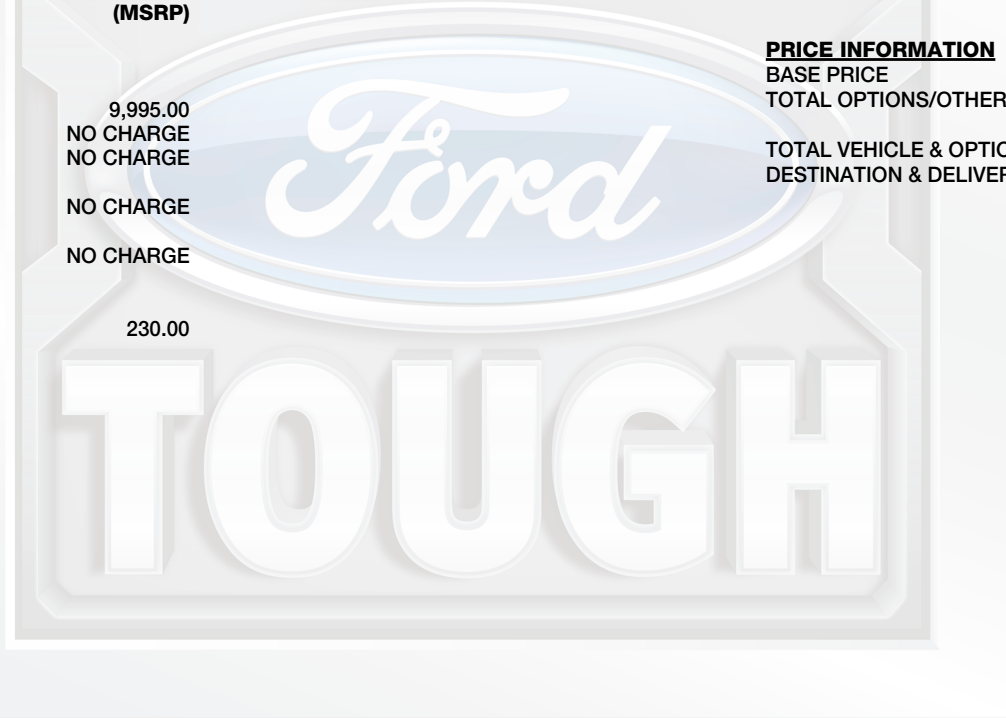 (MSRP)
9,995.00
NO CHARGE
NO CHARGE
NO CHARGE
NO CHARGE
230.00
PRICE INFORMATION
BASE PRICE
TOTAL OPTIONS/OTHER
TOTAL VEHICLE & OPTIO
DESTINATION & DELIVER
Ford
TOUGH